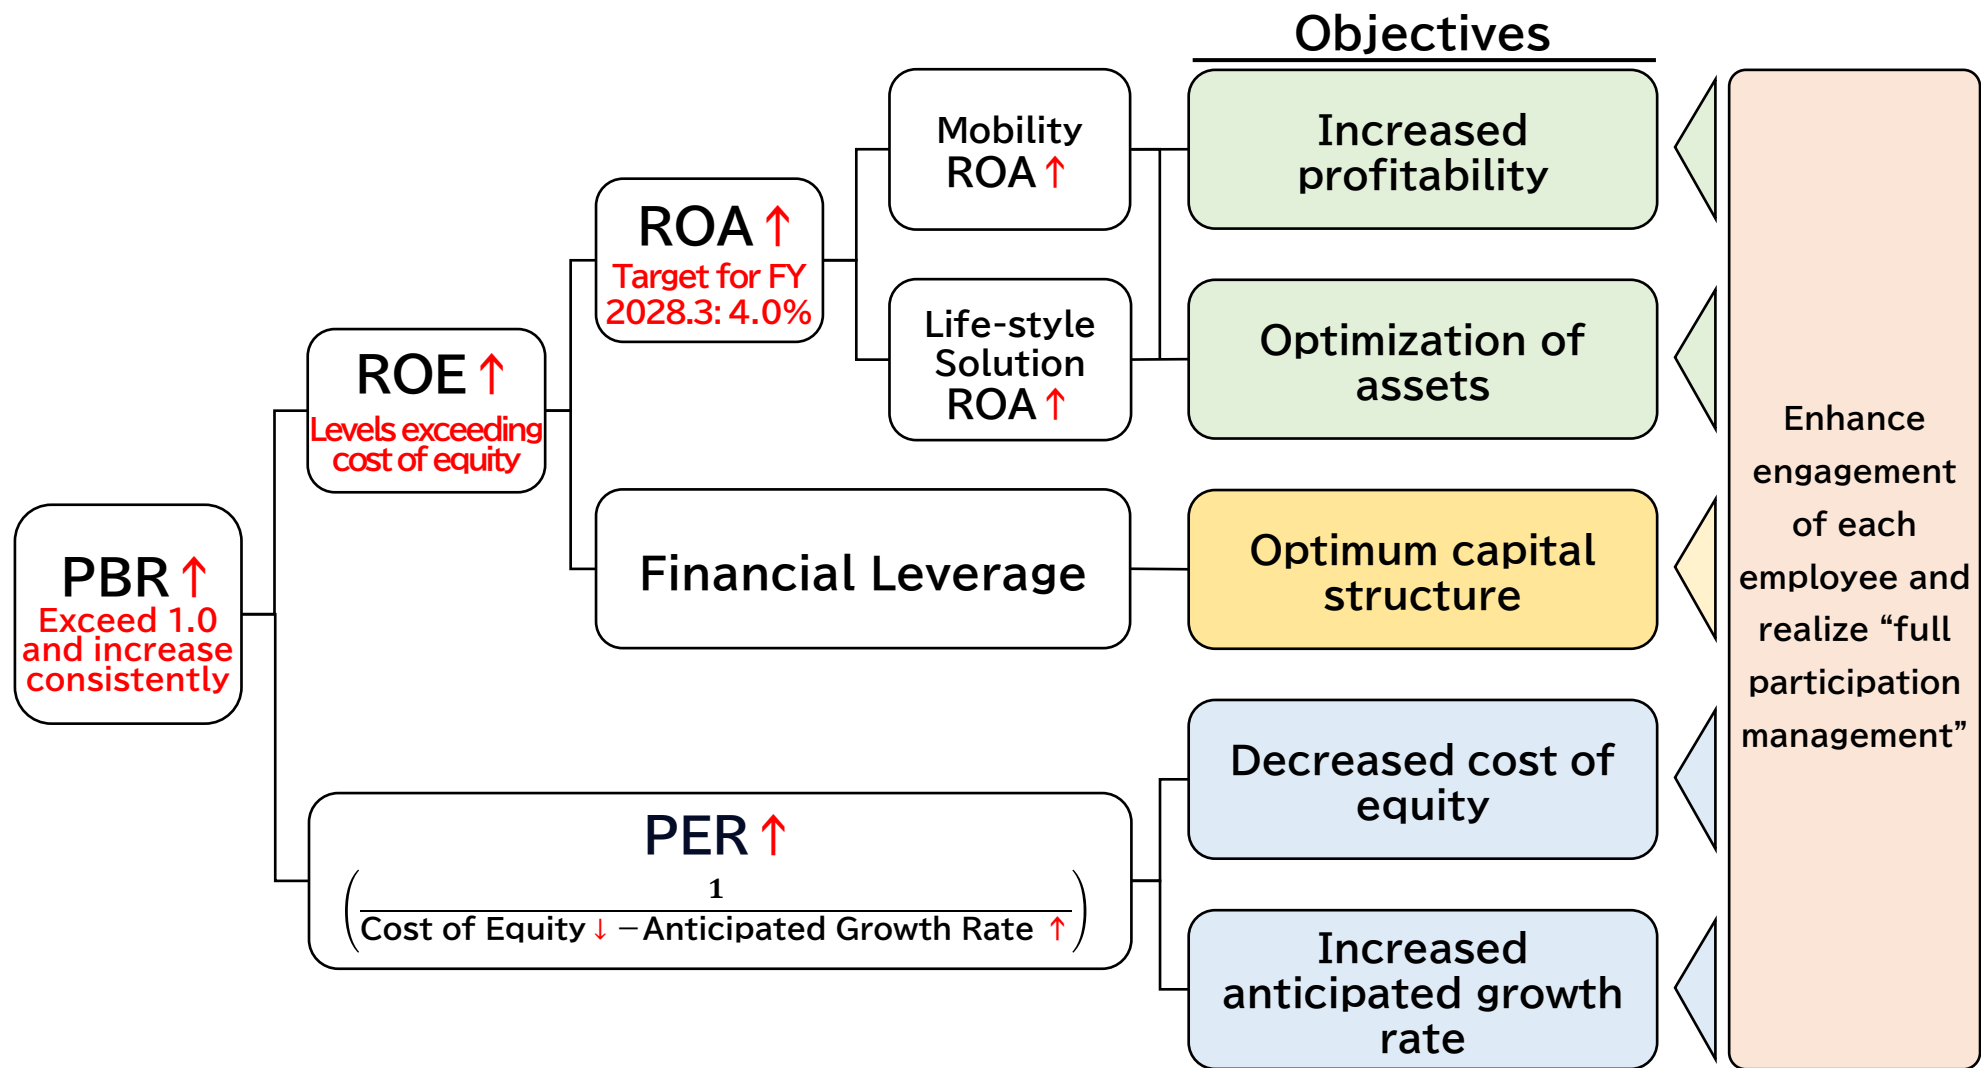 Objectives
PBR↑
Exceed 1.0
and increase
consistently
ROE↑
Levels exceeding
cost of equity
ROA↑
Target for FY
2028.3: 4.0%
Mobility
ROA↑
Life-style
Solution
ROA↑
Financial Leverage
PER↑
1
Cost of Equity↓ −Anticipated Growth Rate ↑
Increased
profitability
Optimization of
assets
Optimum capital
structure
Decreased cost of
equity
Increased
anticipated growth
rate
Enhance
engagement
of each
employee and
realize “full
participation
management”